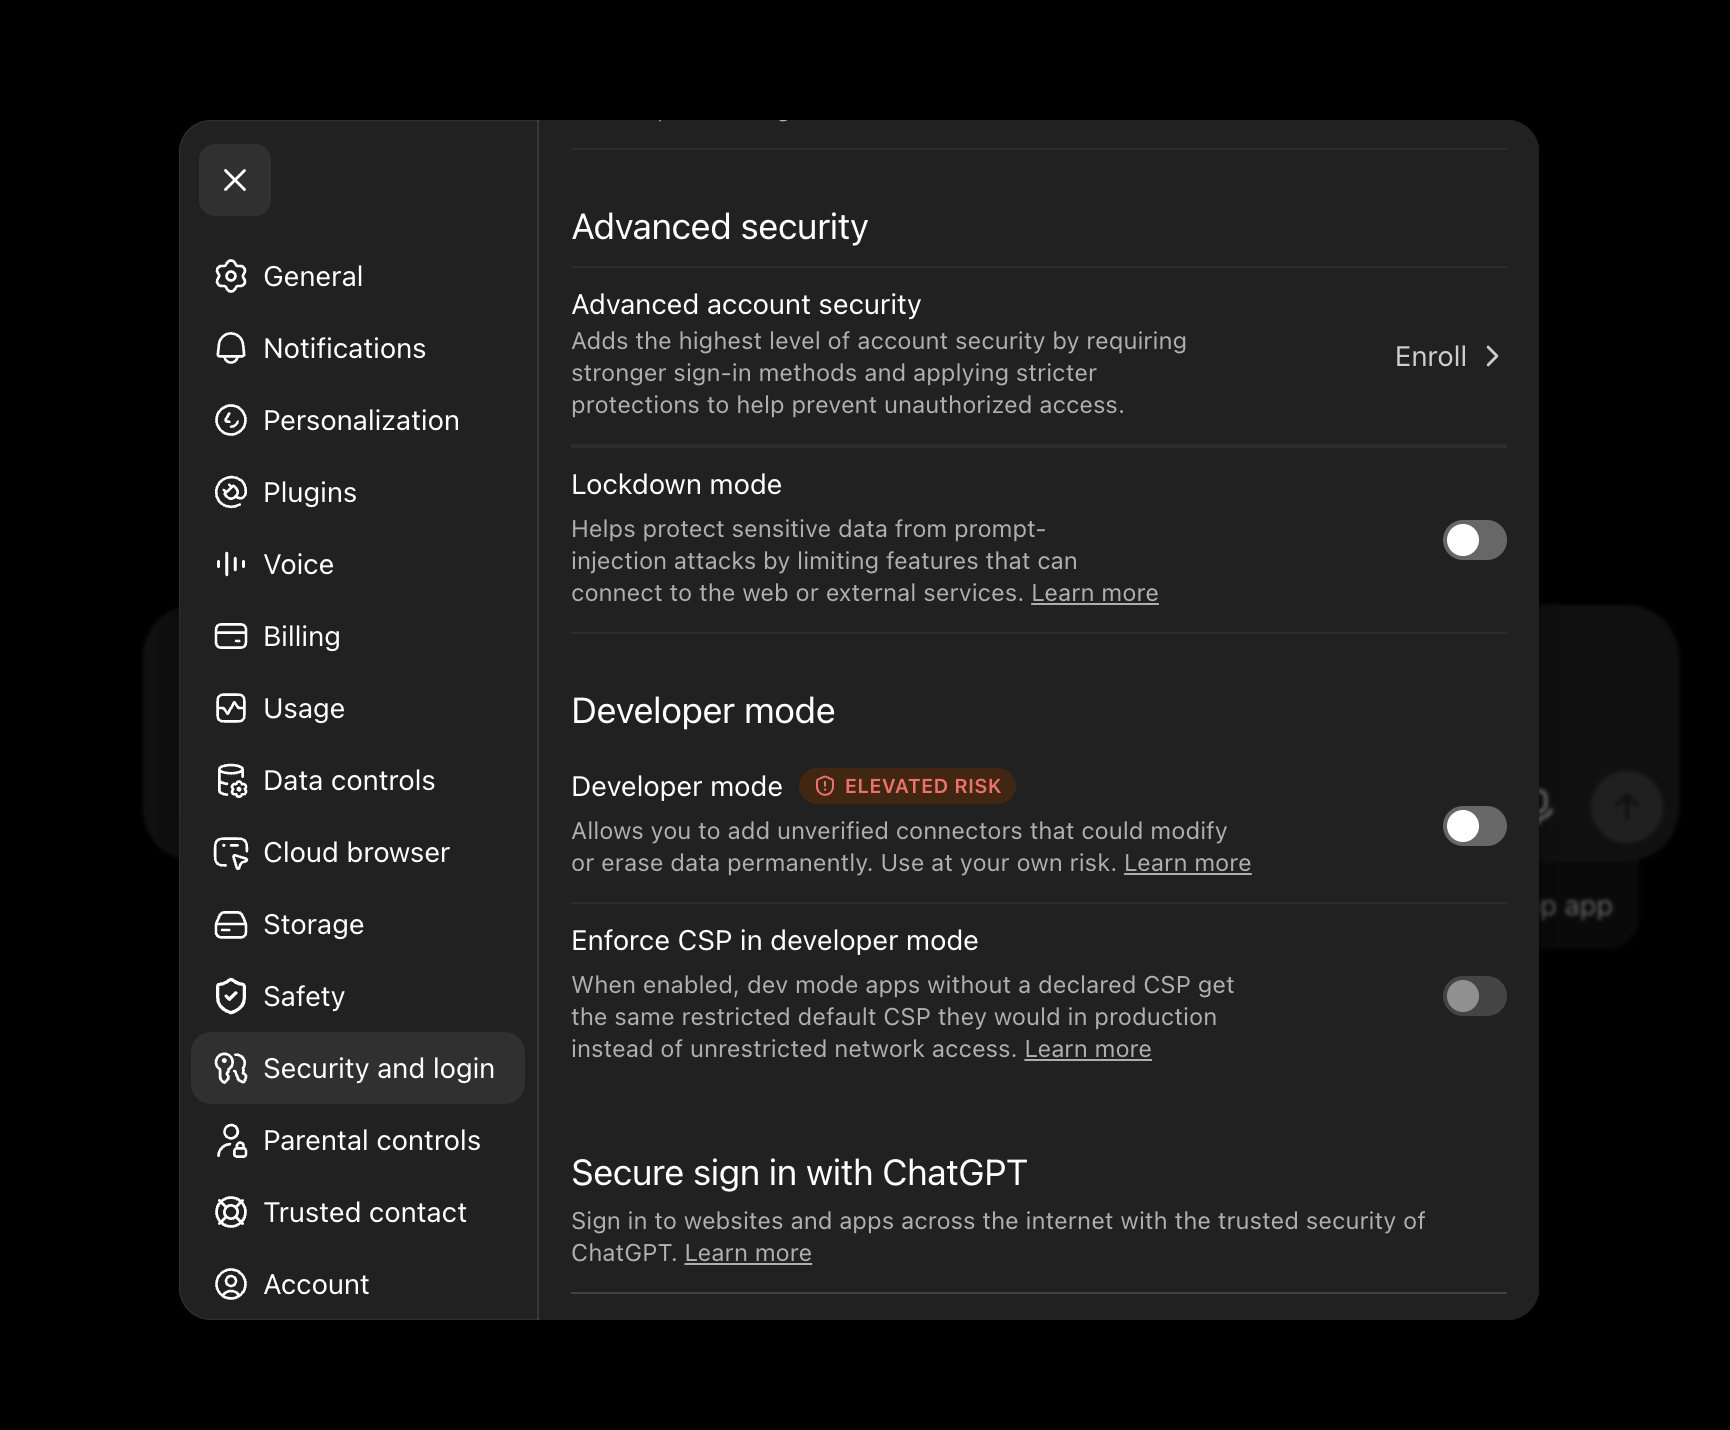 General
Notifications
Personalization
Plugins
Voice
Billing
Usage
Data controls
Cloud browser
Storage
Safety
Security and login
Parental controls
Trusted contact
Account
Advanced security
Advanced account security
Adds the highest level of account security by requiring
stronger sign-in methods and applying stricter
protections to help prevent unauthorized access.
Enroll
Lockdown mode
Helps protect sensitive data from prompt-
injection attacks by limiting features that can
connect to the web or external services. Learn more
Developer mode
Developer mode ELEVATED RISK
Allows you to add unverified connectors that could modify
or erase data permanently. Use at your own risk. Learn more
Enforce CSP in developer mode
When enabled, dev mode apps without a declared CSP get
the same restricted default CSP they would in production
instead of unrestricted network access. Learn more
Secure sign in with ChatGPT
Sign in to websites and apps across the internet with the trusted security of
ChatGPT. Learn more
app